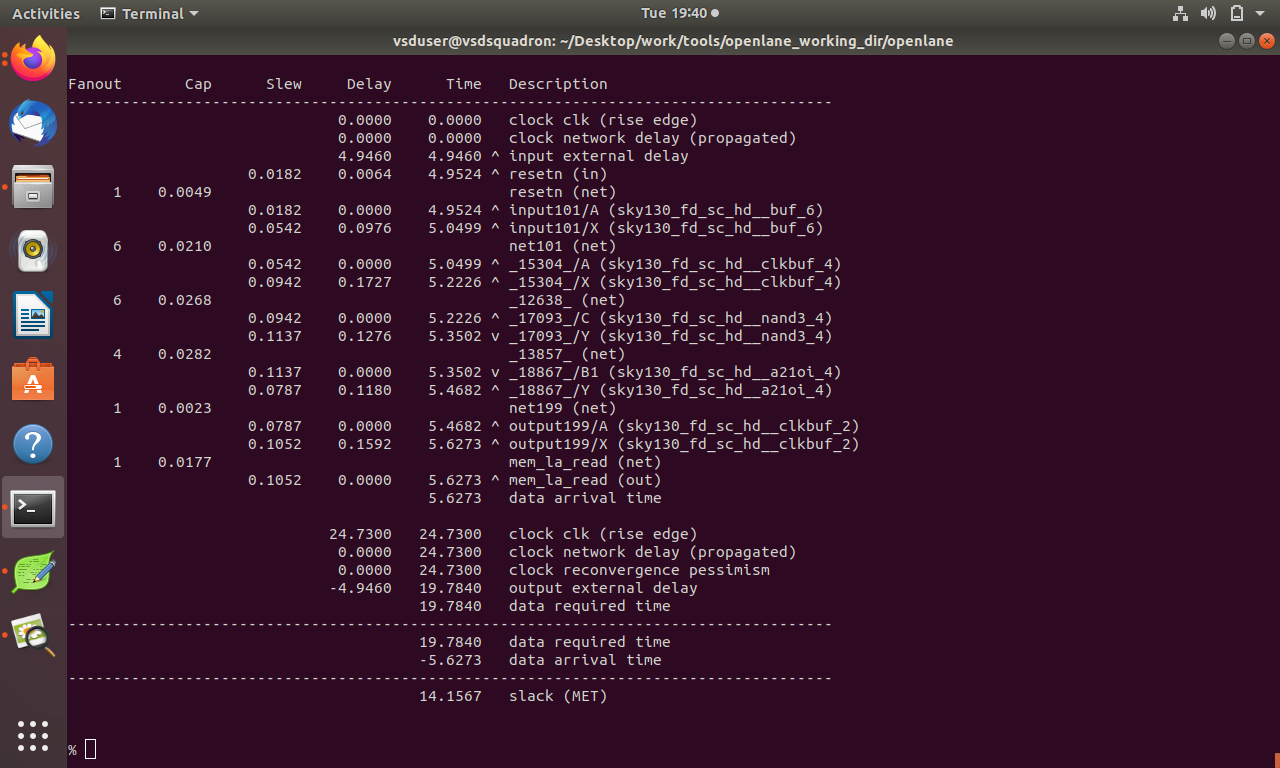 Activities Terminal Tue 19:40
vsduser@vsdsquadron: ~/Desktop/work/tools/openlane_working_dir/openlane
Fanout Cap Slew Delay Time Description
-------------------------------------------------------------------------------------
0.0000 0.0000 clock clk (rise edge)
0.0000 0.0000 clock network delay (propagated)
4.9460 4.9460 ^ input external delay
0.0182 0.0064 4.9524 ^ resetn (in)
1 0.0049 resetn (net)
0.0182 0.0000 4.9524 ^ input101/A (sky130_fd_sc_hd__buf_6)
0.0542 0.0976 5.0499 ^ input101/X (sky130_fd_sc_hd__buf_6)
6 0.0210 net101 (net)
0.0542 0.0000 5.0499 ^ _15304_/A (sky130_fd_sc_hd__clkbuf_4)
0.0942 0.1727 5.2226 ^ _15304_/X (sky130_fd_sc_hd__clkbuf_4)
6 0.0268 _12638_ (net)
0.0942 0.0000 5.2226 ^ _17093_/C (sky130_fd_sc_hd__nand3_4)
0.1137 0.1276 5.3502 v _17093_/Y (sky130_fd_sc_hd__nand3_4)
4 0.0282 _13857_ (net)
0.1137 0.0000 5.3502 v _18867_/B1 (sky130_fd_sc_hd__a21oi_4)
0.0787 0.1180 5.4682 ^ _18867_/Y (sky130_fd_sc_hd__a21oi_4)
1 0.0023 net199 (net)
0.0787 0.0000 5.4682 ^ output199/A (sky130_fd_sc_hd__clkbuf_2)
0.1052 0.1592 5.6273 ^ output199/X (sky130_fd_sc_hd__clkbuf_2)
1 0.0177 mem_la_read (net)
0.1052 0.0000 5.6273 ^ mem_la_read (out)
5.6273 data arrival time
24.7300 24.7300 clock clk (rise edge)
0.0000 24.7300 clock network delay (propagated)
0.0000 24.7300 clock reconvergence pessimism
-4.9460 19.7840 output external delay
19.7840 data required time
-------------------------------------------------------------------------------------
19.7840 data required time
-5.6273 data arrival time
-------------------------------------------------------------------------------------
14.1567 slack (MET)
%